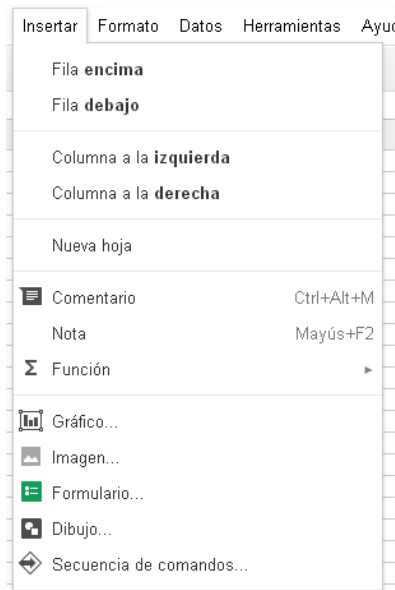 Insertar Formato Datos Herramientas
Fila encima
Fila debajo
Columna a la izquierda
Columna a la derecha
Nueva hoja
Comentario Ctrl+Alt+M
Nota Mayús+F2
Σ Función
Gráfico...
Imagen...
Formulario...
Dibujo...
Secuencia de comandos...